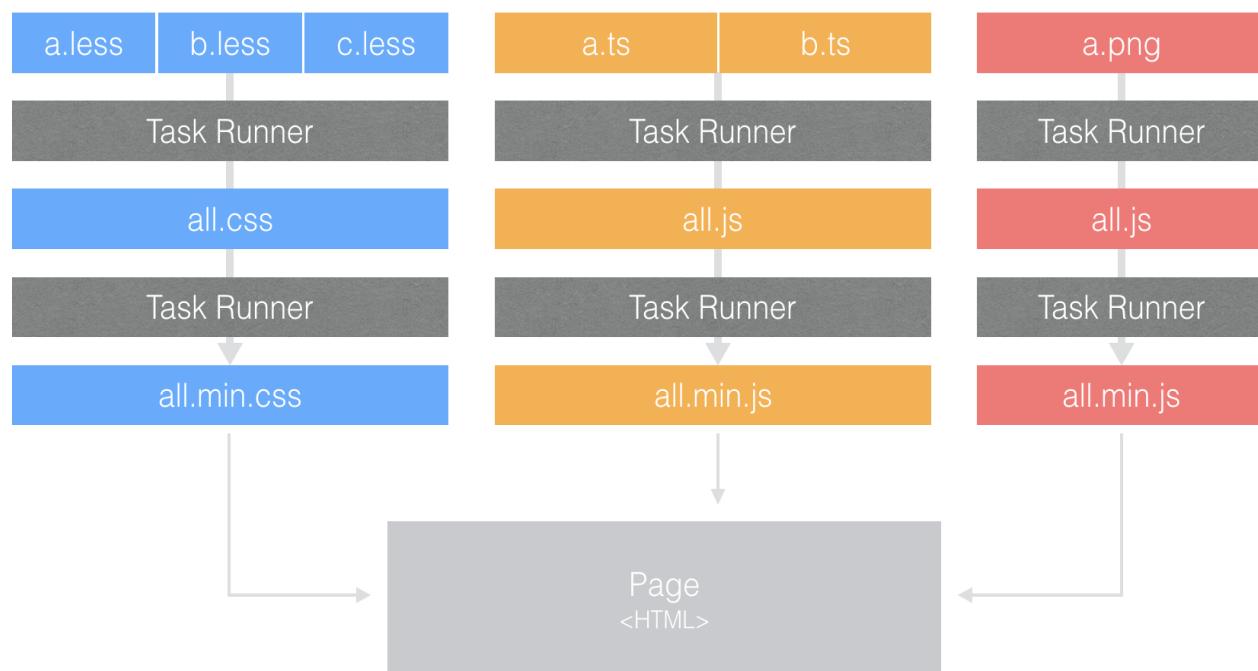 a.less b.less c.less a.ts b.ts a.png
Task Runner Task Runner Task Runner
all.css all.js all.js
Task Runner Task Runner Task Runner
all.min.css all.min.js all.min.js
Page
<HTML>